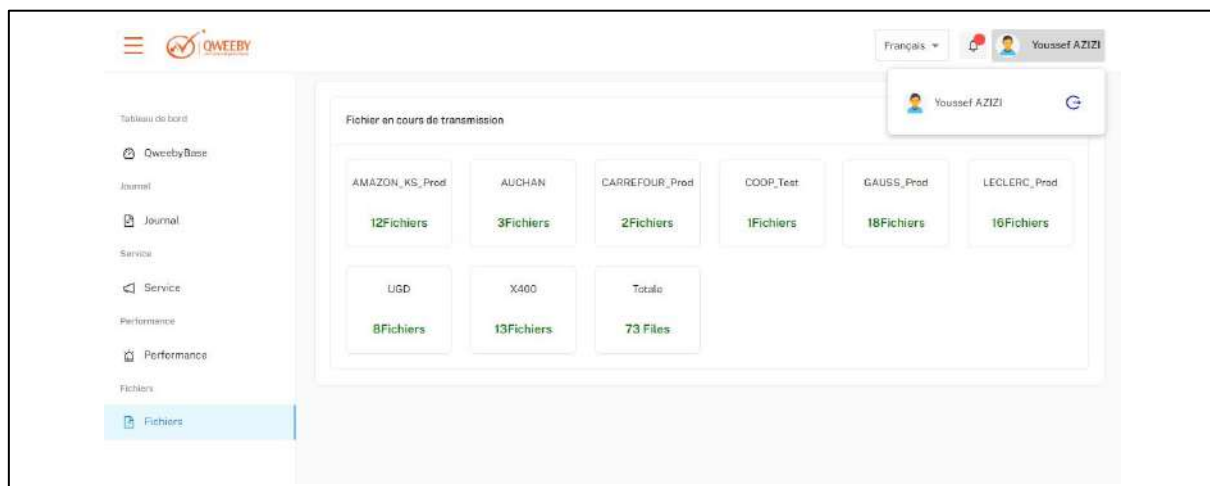 QWEEBY
Français
Youssef AZIZI
Youssef AZIZI
Tableau de bord
QweebyBase
Journal
Journal
Service
Service
Performance
Performance
Fichiers
Fichiers
Fichier en cours de transmission
AMAZON_KS_Prod
12Fichiers
AUCHAN
3Fichiers
CARREFOUR_Prod
2Fichiers
COOP_Test
1Fichiers
GAUSS_Prod
18Fichiers
LECLERC_Prod
16Fichiers
UGD
8Fichiers
X400
13Fichiers
Totale
73 Files